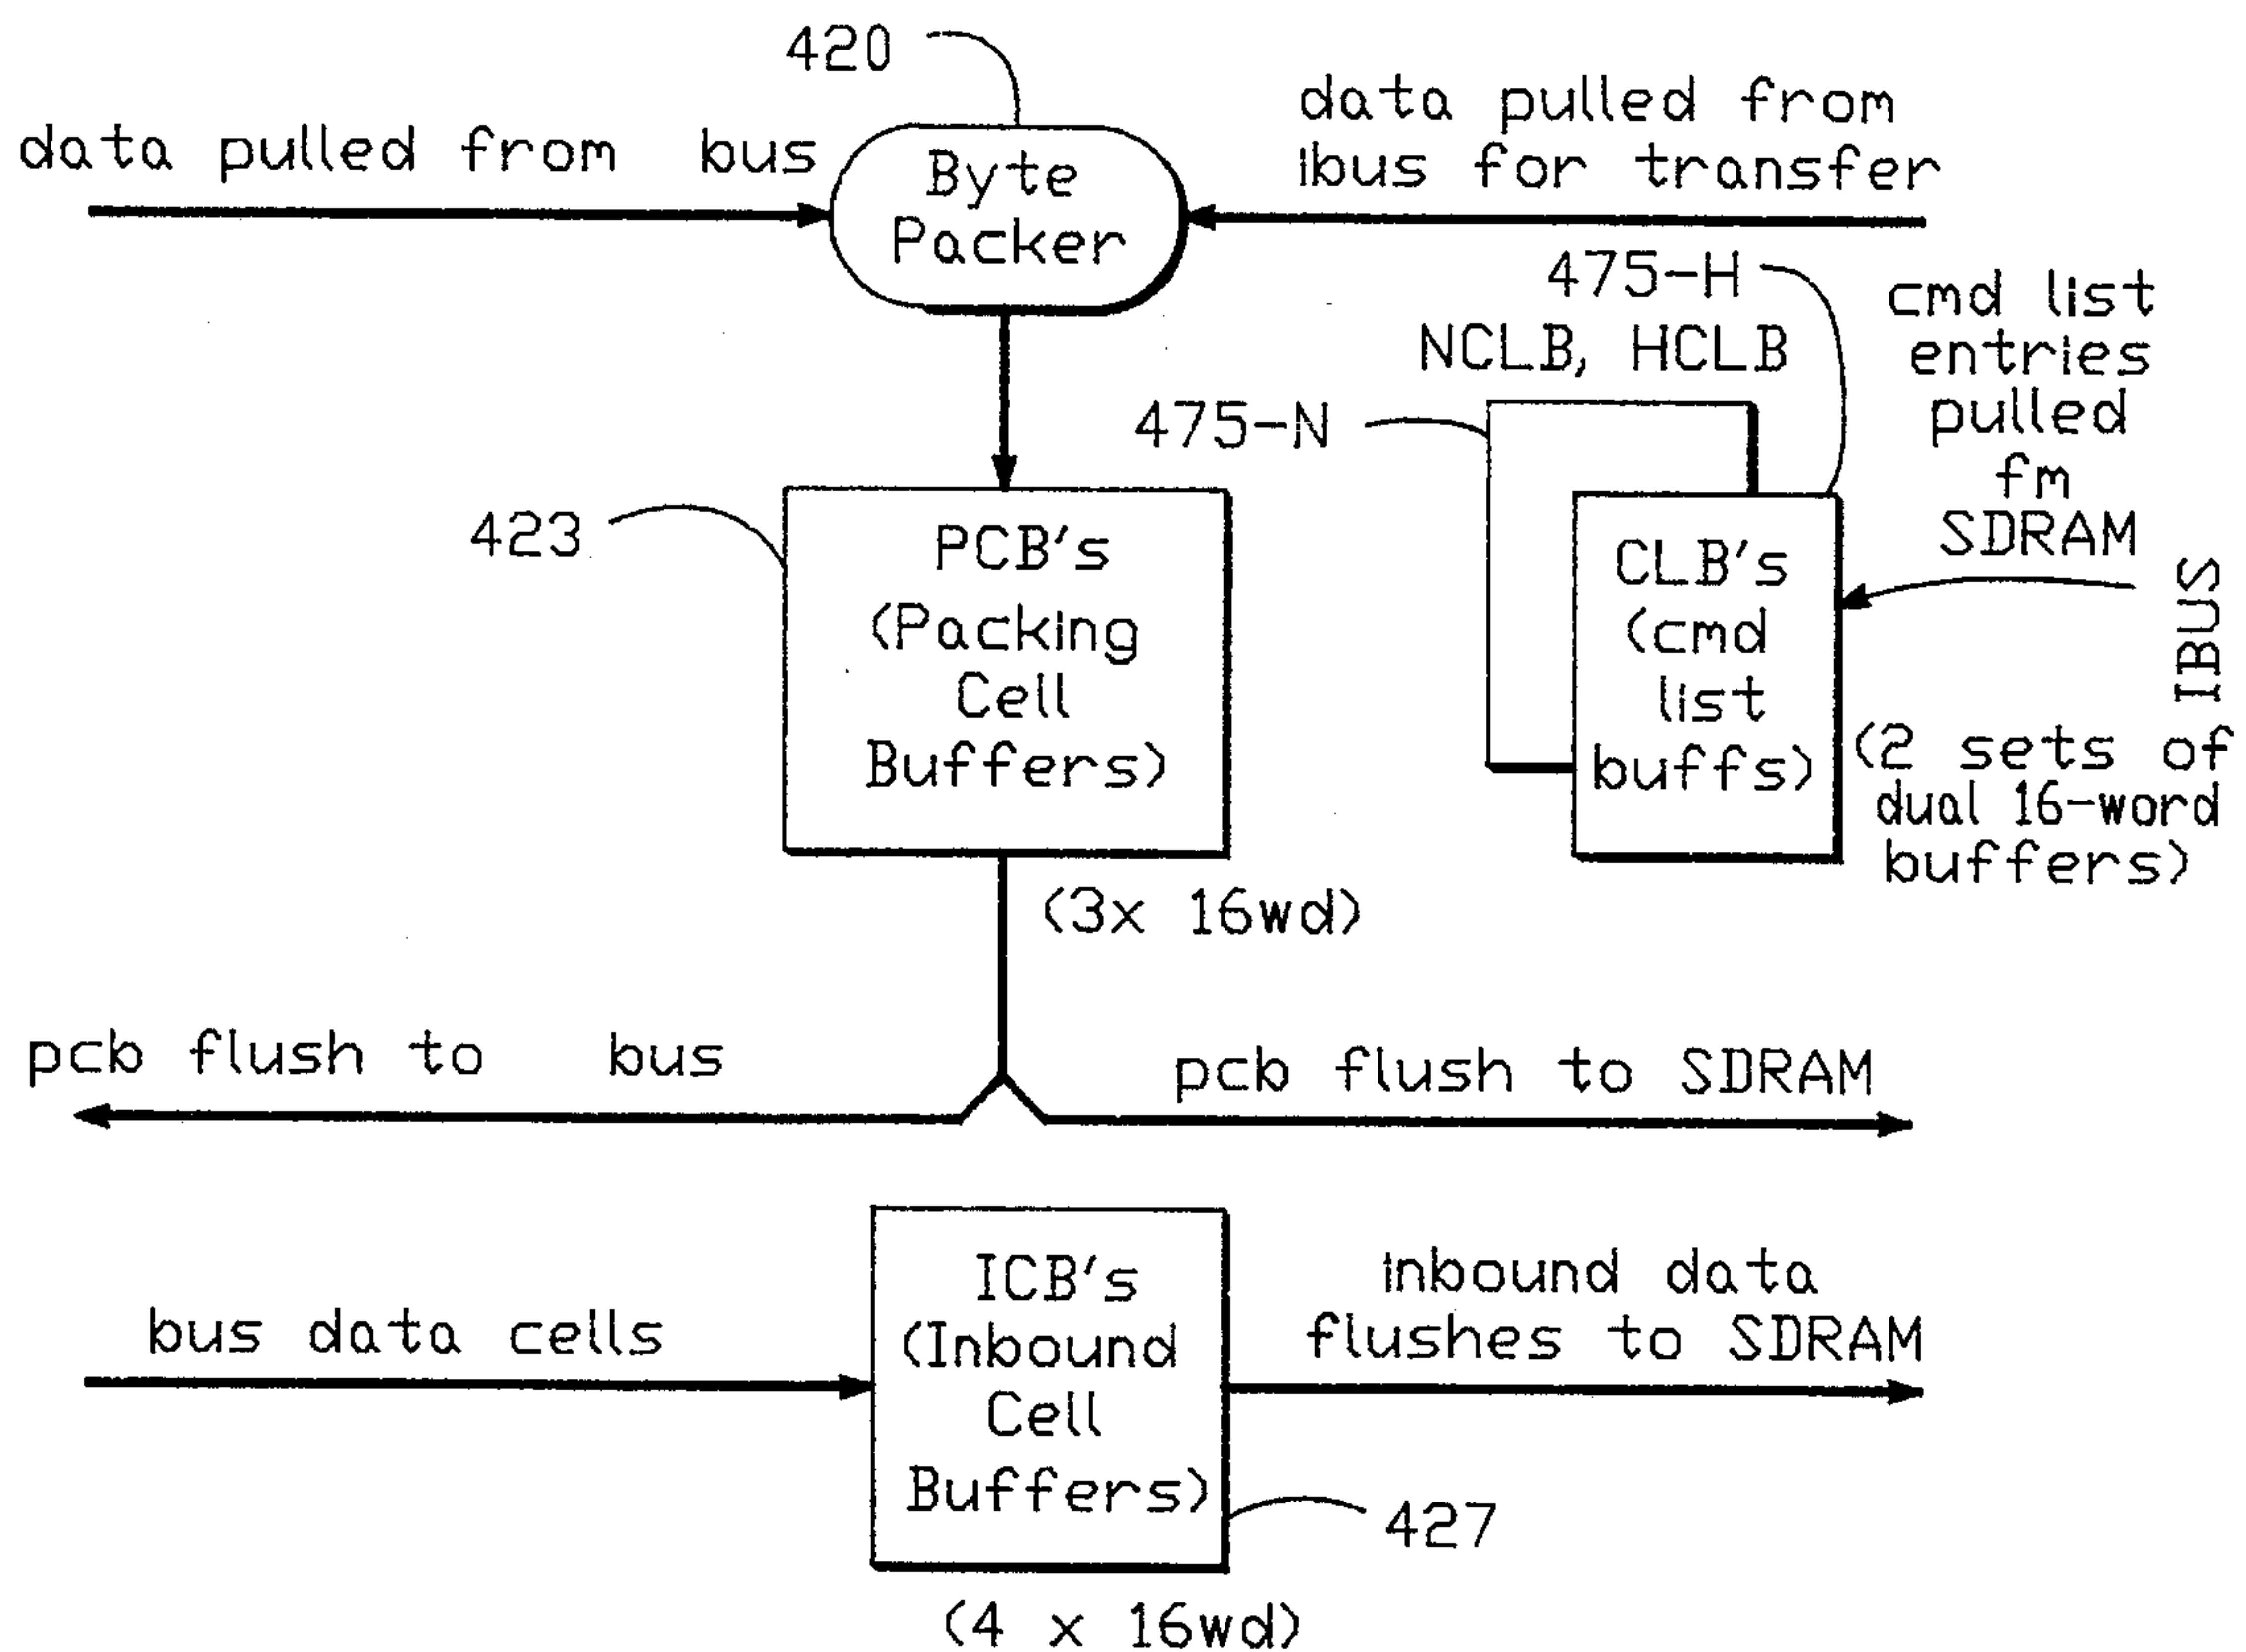 420
data pulled from bus
Byte
Packer
data pulled from
ibus for transfer
475-H
NCLB, HCLB
475-N
cmd list
entries
pulled
fm
SDRAM
IBUS
423
PCB's
(Packing
Cell
Buffers)
CLB's
(cmd
list
buffs)
(2 sets of
dual 16-word
buffers)
(3x 16wd)
pcb flush to bus
pcb flush to SDRAM
bus data cells
ICB's
(Inbound
Cell
Buffers)
inbound data
flushes to SDRAM
427
(4 x 16wd)